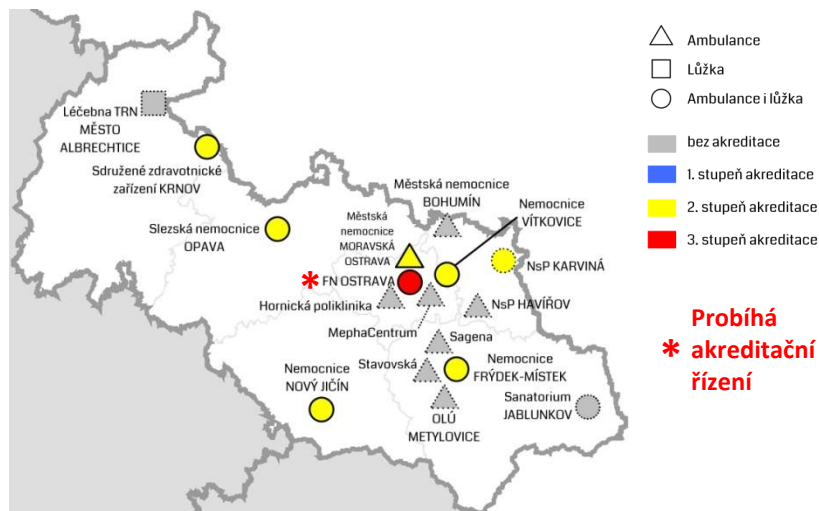 Léčebna TRN
MĚSTO
ALBRECHTICE
Sdružené zdravotnické
zařízení KRNOV
Slezská nemocnice
OPAVA
Městská
nemocnice
MORAVSKÁ
OSTRAVA
Městská nemocnice
BOHUMÍN
Nemocnice
VÍTKOVICE
* FN OSTRAVA
NsP KARVINÁ
Hornická poliklinika
NsP HAVÍŘOV
MephaCentrum
Sagena
Stavovská
Nemocnice
FRÝDEK-MÍSTEK
Nemocnice
NOVÝ JIČÍN
OLÚ
METYLOVICE
Sanatorium
JABLUNKOV
Ambulance
Lůžka
Ambulance i lůžka
bez akreditace
1. stupeň akreditace
2. stupeň akreditace
3. stupeň akreditace
Probíhá
* akreditační
řízení